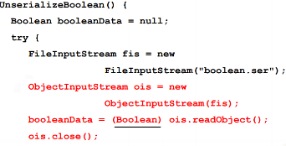 UnserializeBoolean() {
Boolean booleanData = null;
try {
FileInputStream fis = new
FileInputStream("boolean.ser");
ObjectInputStream ois = new
ObjectInputStream(fis);
booleanData = (Boolean) ois.readObject();
ois.close();